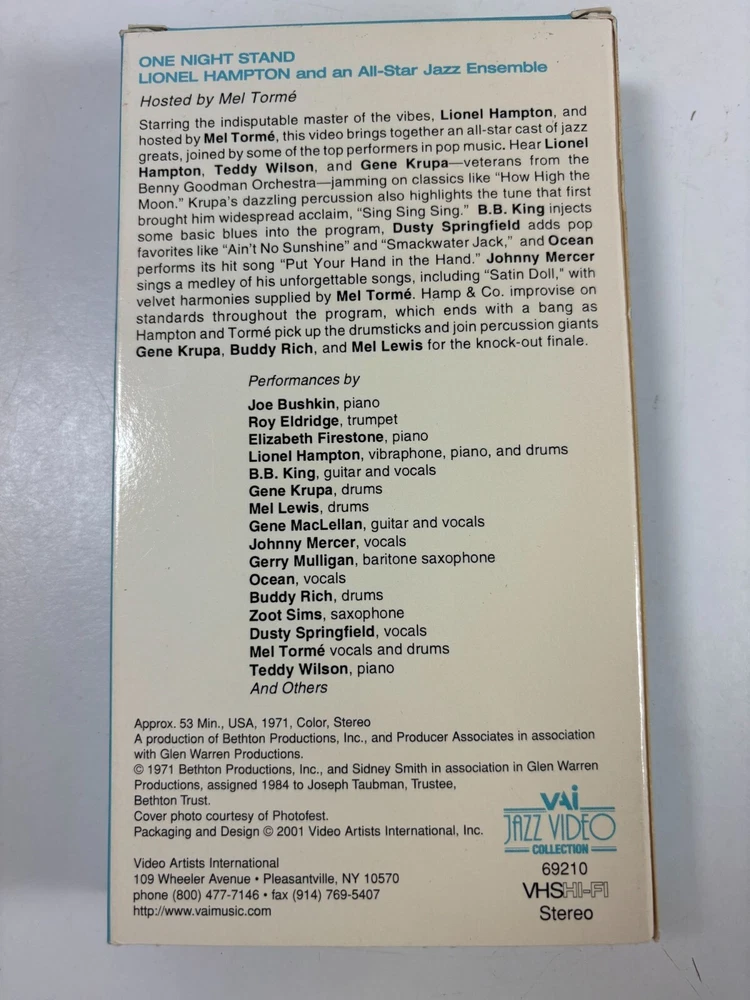 ONE NIGHT STAND
LIONEL HAMPTON and an All-Star Jazz Ensemble
Hosted by Mel Tormé
Starring the indisputable master of the vibes, Lionel Hampton, and
hosted by Mel Tormé, this video brings together an all-star cast of jazz
greats, joined by some of the top performers in pop music. Hear Lionel
Hampton, Teddy Wilson, and Gene Krupa—veterans from the
Benny Goodman Orchestra—jamming on classics like “How High the
Moon.” Krupa’s dazzling percussion also highlights the tune that first
brought him widespread acclaim, “Sing Sing Sing.” B.B. King injects
some basic blues into the program, Dusty Springfield adds pop
favorites like “Ain’t No Sunshine” and “Smackwater Jack,” and Ocean
performs its hit song “Put Your Hand in the Hand.” Johnny Mercer
sings a medley of his unforgettable songs, including “Satin Doll,” with
velvet harmonies supplied by Mel Tormé. Hamp & Co. improvise on
standards throughout the program, which ends with a bang as
Hampton and Tormé pick up the drumsticks and join percussion giants
Gene Krupa, Buddy Rich, and Mel Lewis for the knock-out finale.
Performances by
Joe Bushkin, piano
Roy Eldridge, trumpet
Elizabeth Firestone, piano
Lionel Hampton, vibraphone, piano, and drums
B.B. King, guitar and vocals
Gene Krupa, drums
Mel Lewis, drums
Gene MacLellan, guitar and vocals
Johnny Mercer, vocals
Gerry Mulligan, baritone saxophone
Ocean, vocals
Buddy Rich, drums
Zoot Sims, saxophone
Dusty Springfield, vocals
Mel Tormé vocals and drums
Teddy Wilson, piano
And Others
Approx. 53 Min., USA, 1971, Color, Stereo
A production of Bethton Productions, Inc., and Producer Associates in association
with Glen Warren Productions.
© 1971 Bethton Productions, Inc., and Sidney Smith in association in Glen Warren
Productions, assigned 1984 to Joseph Taubman, Trustee,
Bethton Trust.
Cover photo courtesy of Photofest.
Packaging and Design © 2001 Video Artists International, Inc.
Video Artists International
109 Wheeler Avenue • Pleasantville, NY 10570
phone (800) 477-7146 • fax (914) 769-5407
http://www.vaimusic.com
VAI
JAZZ VIDEO
COLLECTION
69210
VHS HI-FI
Stereo